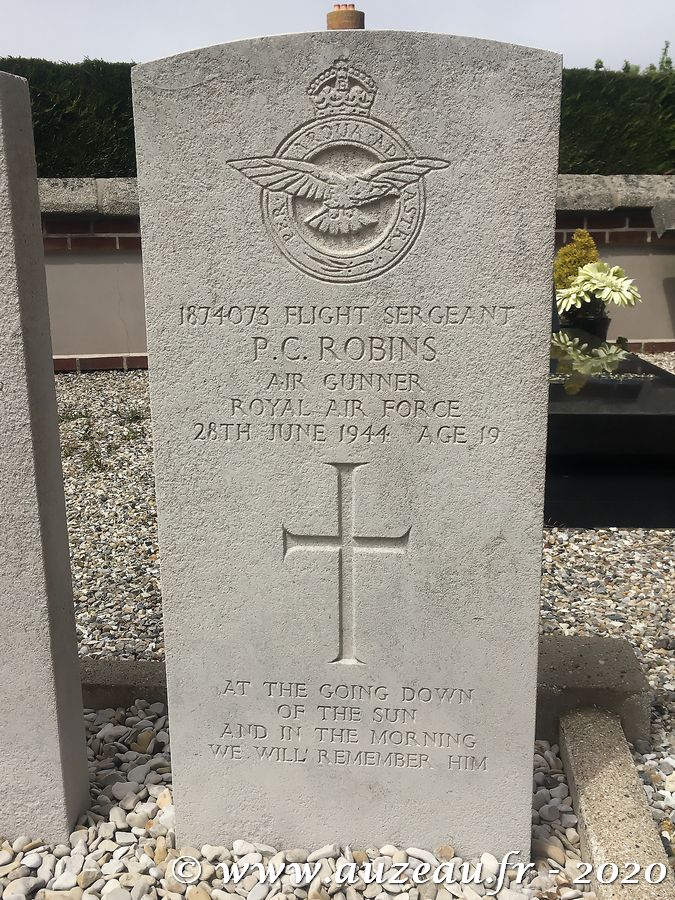 PER ARDUA AD ASTRA
1874073 FLIGHT SERGEANT
P.C. ROBINS
AIR GUNNER
ROYAL AIR FORCE
28TH JUNE 1944 AGE 19
AT THE GOING DOWN
OF THE SUN
AND IN THE MORNING
WE WILL REMEMBER HIM
© www.auzeau.fr - 2020